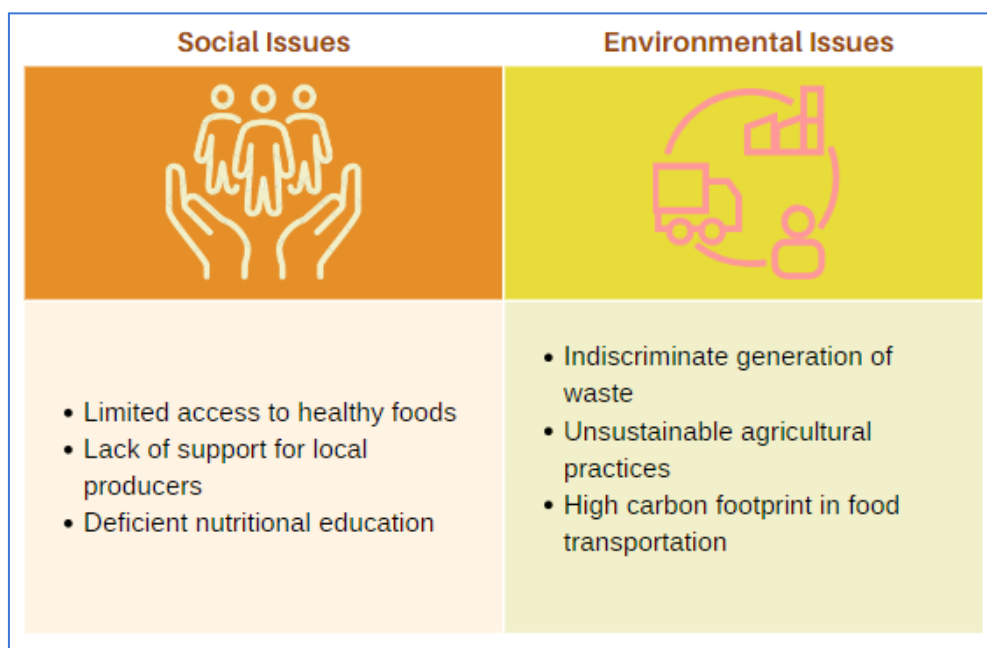 Social Issues
Environmental Issues
• Limited access to healthy foods
• Lack of support for local
producers
• Deficient nutritional education
• Indiscriminate generation of
waste
• Unsustainable agricultural
practices
• High carbon footprint in food
transportation